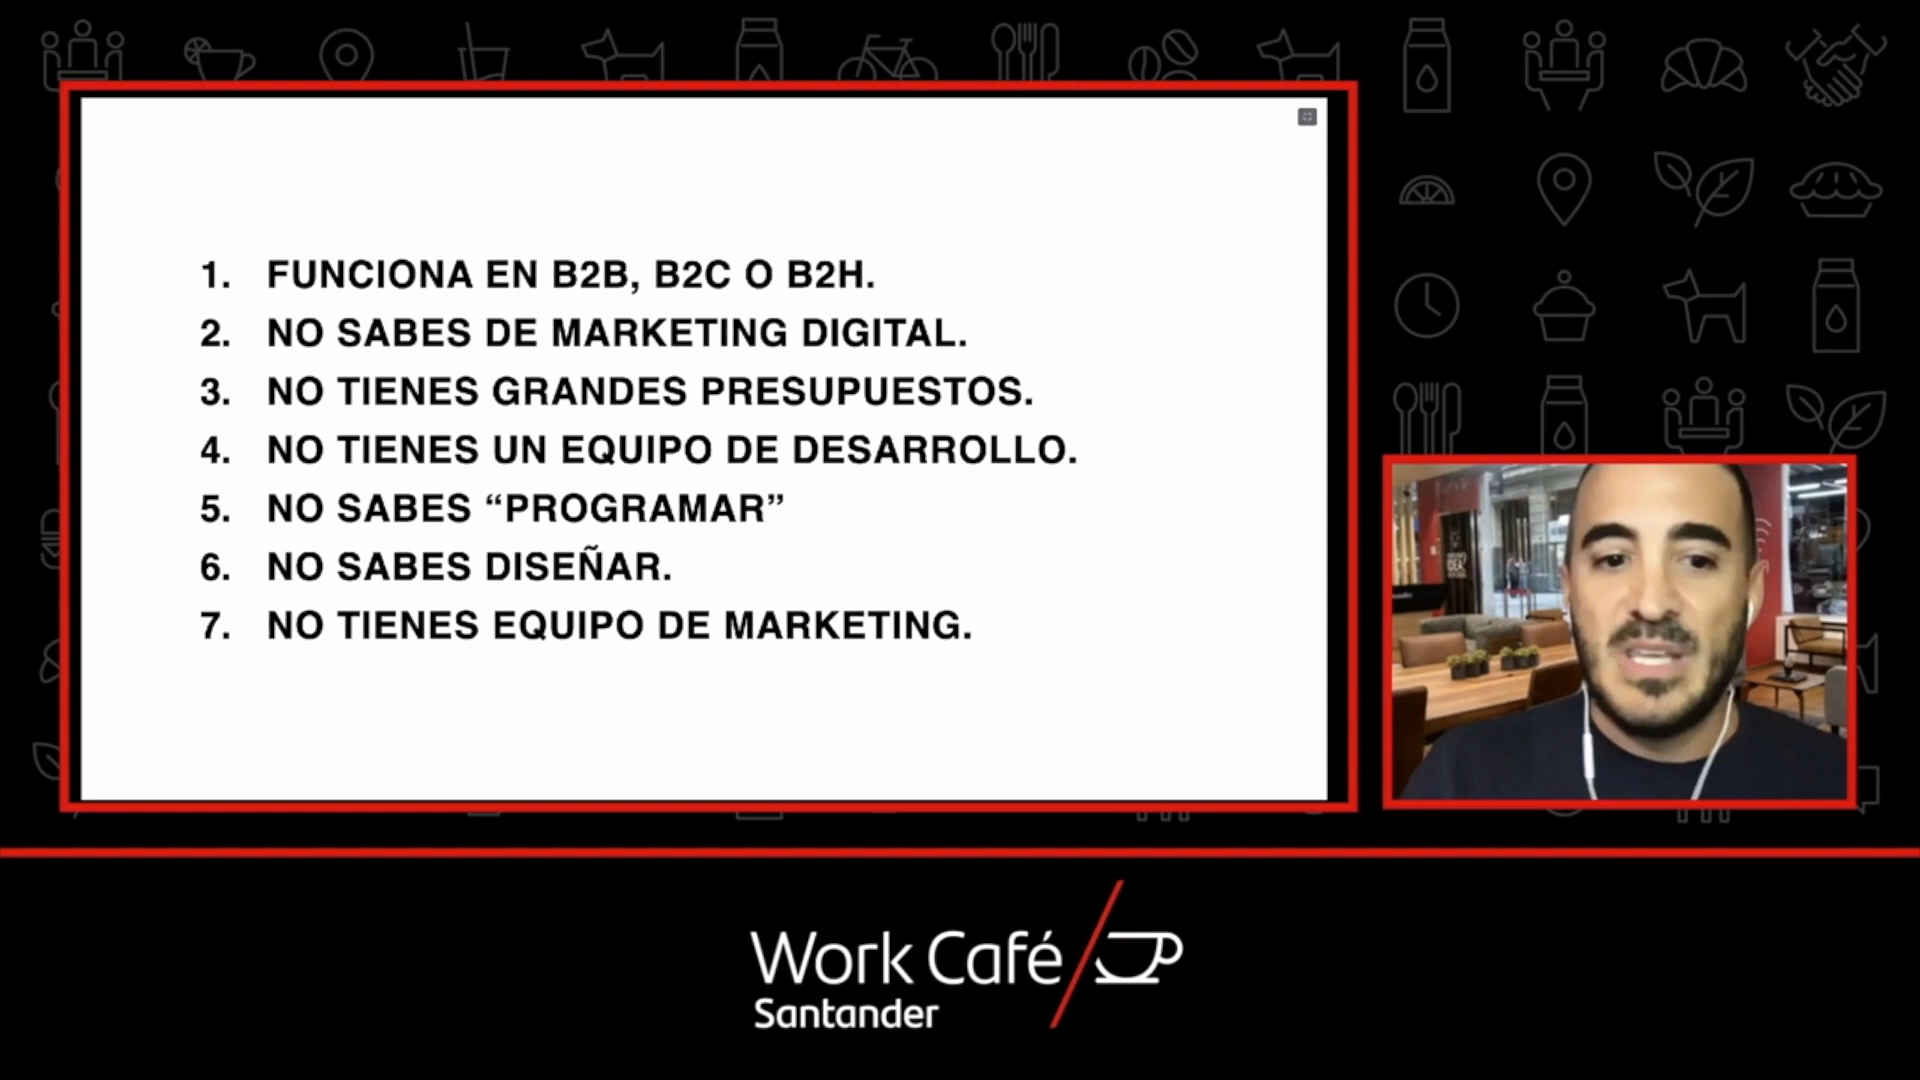 1. FUNCIONA EN B2B, B2C O B2H.
2. NO SABES DE MARKETING DIGITAL.
3. NO TIENES GRANDES PRESUPUESTOS.
4. NO TIENES UN EQUIPO DE DESARROLLO.
5. NO SABES “PROGRAMAR”
6. NO SABES DISEÑAR.
7. NO TIENES EQUIPO DE MARKETING.
Work Café
Santander